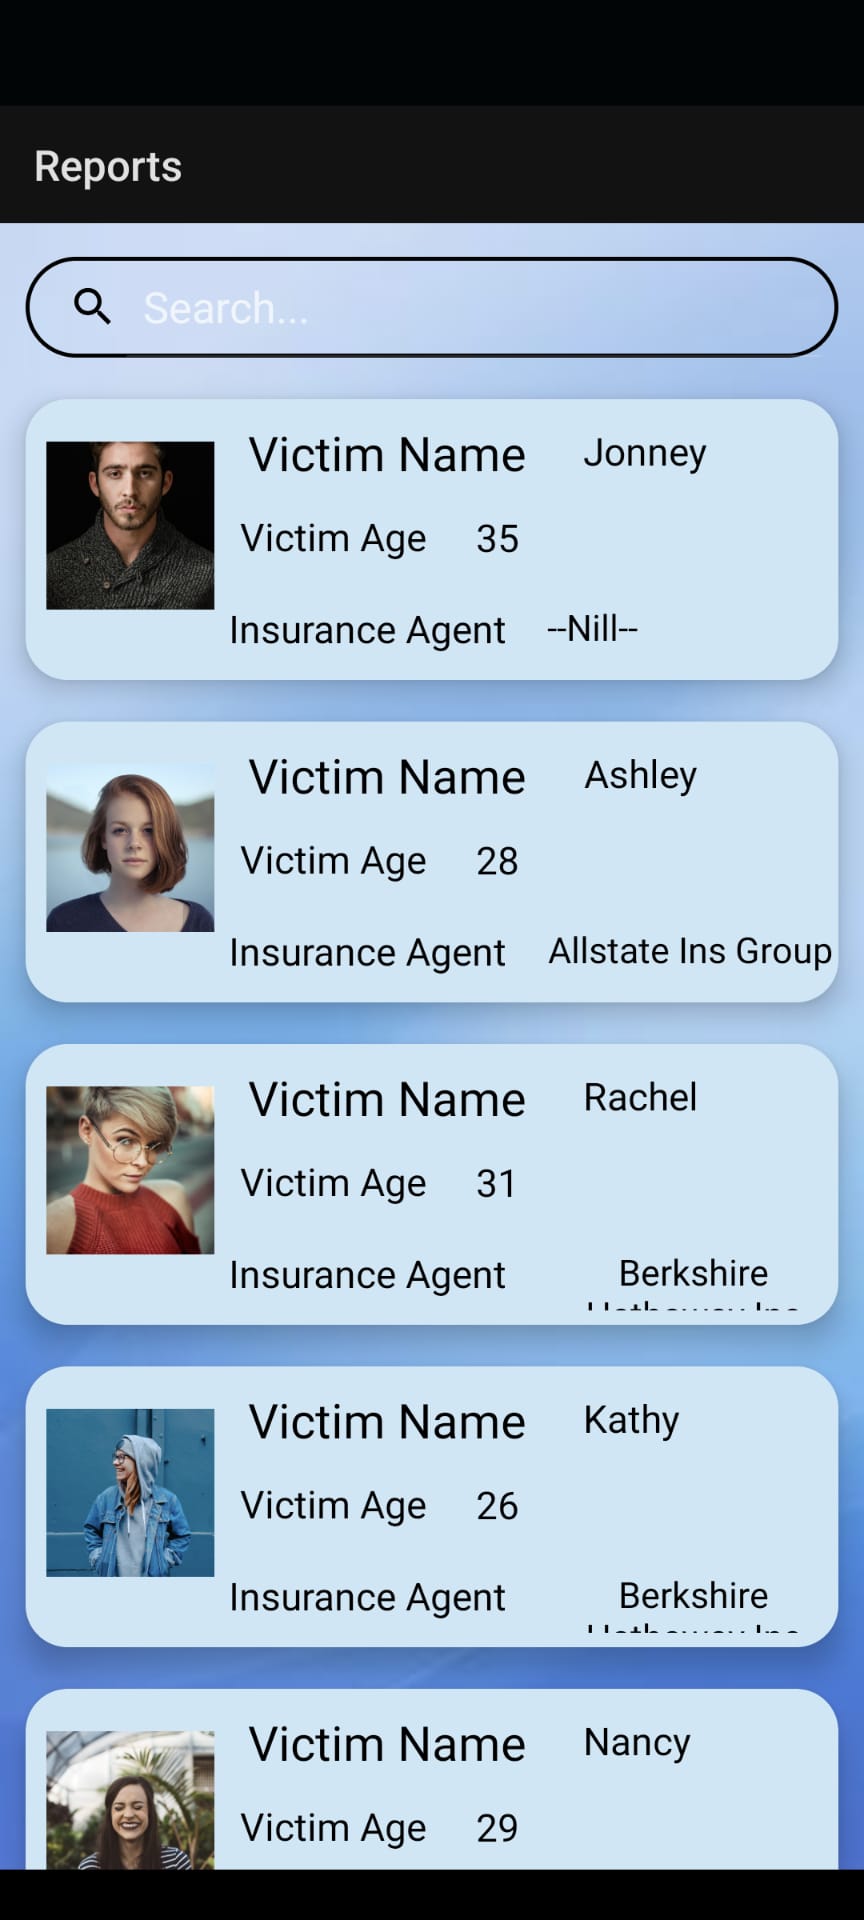 Reports
Search...
Victim Name Jonney
Victim Age 35
Insurance Agent --Nill--
Victim Name Ashley
Victim Age 28
Insurance Agent Allstate Ins Group
Victim Name Rachel
Victim Age 31
Insurance Agent Berkshire
Victim Name Kathy
Victim Age 26
Insurance Agent Berkshire
Victim Name Nancy
Victim Age 29